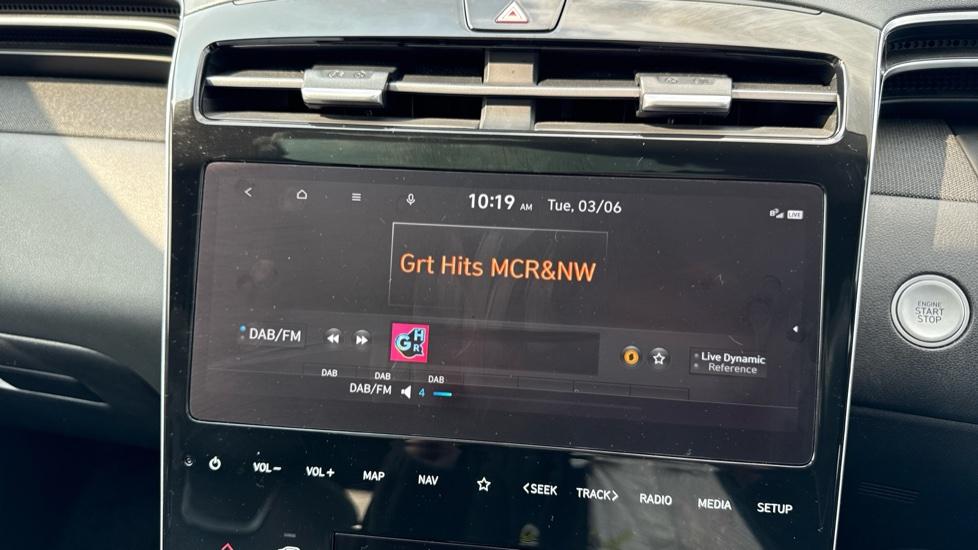 10:19 AM Tue, 03/06
LIVE
Grt Hits MCR&NW
DAB/FM
GHR
Live Dynamic
Reference
DAB DAB DAB
DAB/FM 4
ENGINE
START
STOP
VOL− VOL+ MAP NAV <SEEK TRACK> RADIO MEDIA SETUP